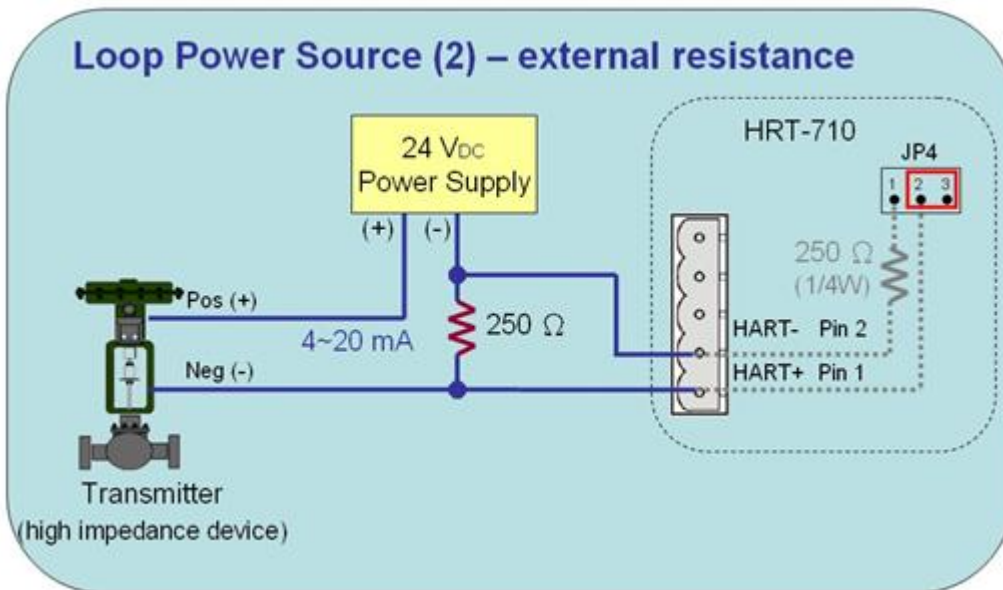 Loop Power Source (2) – external resistance
24 VDC
Power Supply
(+) (-)
HRT-710
JP4
1 2 3
250 Ω
(1/4W)
Pos (+)
4~20 mA
250 Ω
HART- Pin 2
Neg (-)
HART+ Pin 1
Transmitter
(high impedance device)